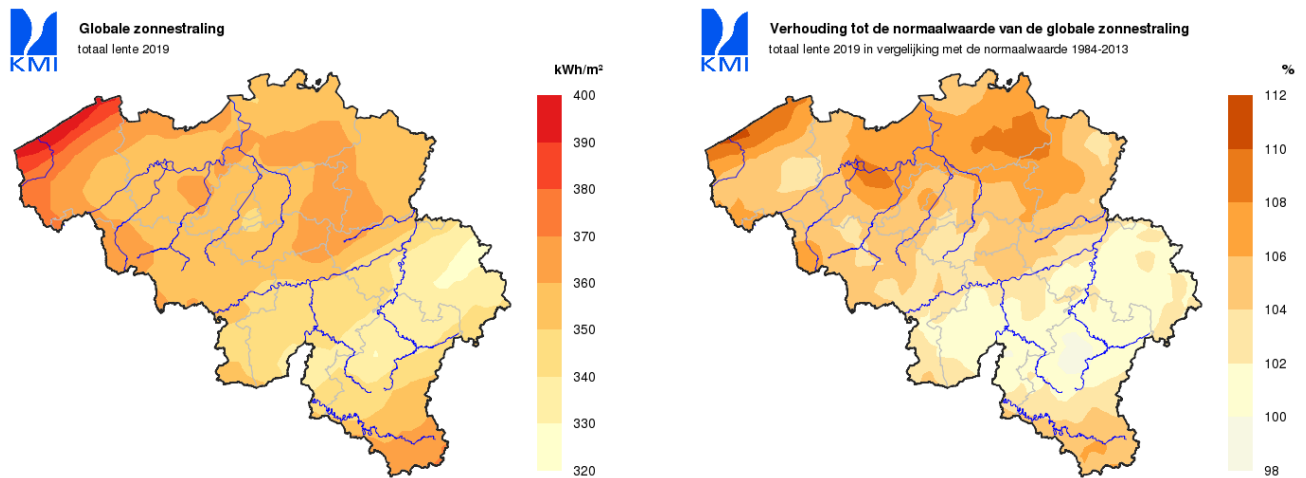 KMI
Globale zonnestraling
totaal lente 2019
kWh/m²
400
390
380
370
360
350
340
330
320
KMI
Verhouding tot de normaalwaarde van de globale zonnestraling
totaal lente 2019 in vergelijking met de normaalwaarde 1984-2013
%
112
110
108
106
104
102
100
98